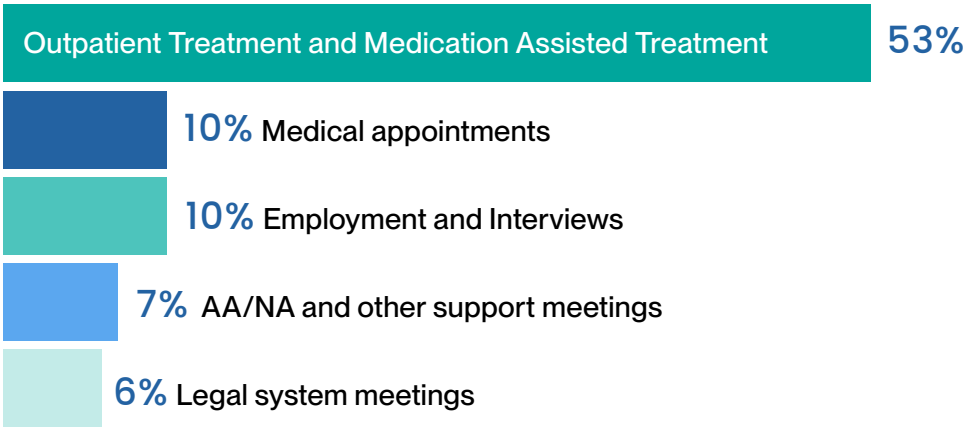 Outpatient Treatment and Medication Assisted Treatment 53%
10% Medical appointments
10% Employment and Interviews
7% AA/NA and other support meetings
6% Legal system meetings